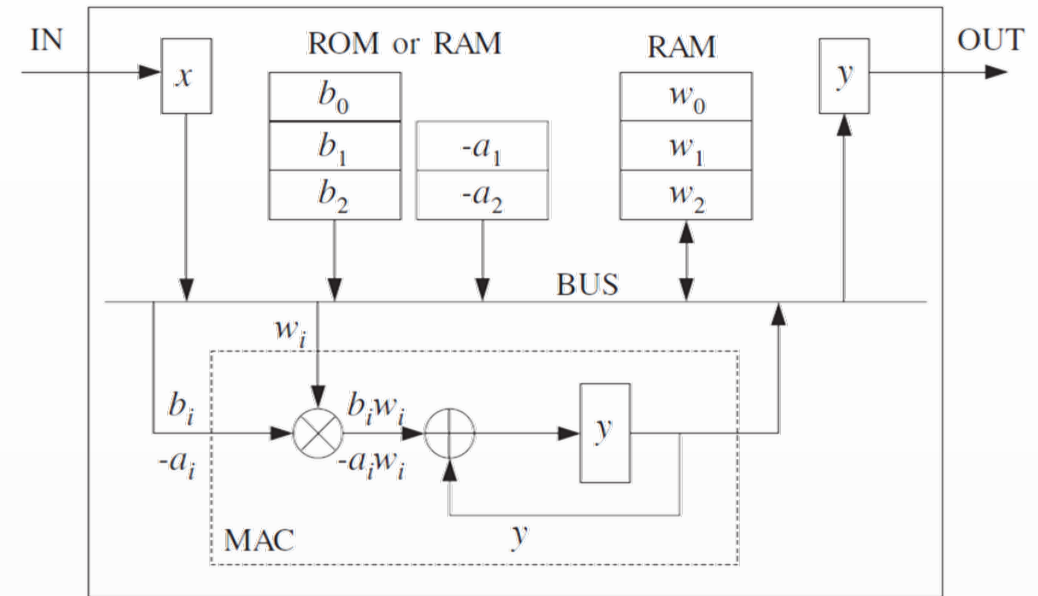 IN
ROM or RAM
RAM
OUT
x
b₀
b₁
b₂
-a₁
-a₂
w₀
w₁
w₂
y
BUS
wᵢ
bᵢ
-aᵢ
bᵢwᵢ
-aᵢwᵢ
y
y
MAC